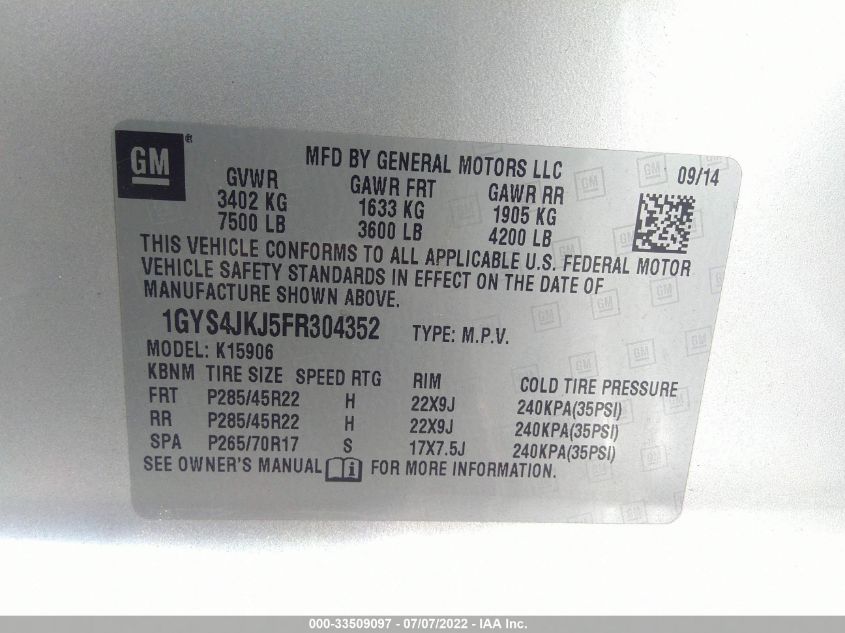 GM®
MFD BY GENERAL MOTORS LLC
09/14
GVWR GAWR FRT GAWR RR
3402 KG 1633 KG 1905 KG
7500 LB 3600 LB 4200 LB
THIS VEHICLE CONFORMS TO ALL APPLICABLE U.S. FEDERAL MOTOR
VEHICLE SAFETY STANDARDS IN EFFECT ON THE DATE OF
MANUFACTURE SHOWN ABOVE.
1GYS4JKJ5FR304352 TYPE: M.P.V.
MODEL: K15906
KBNM TIRE SIZE SPEED RTG RIM COLD TIRE PRESSURE
FRT P285/45R22 H 22X9J 240KPA(35PSI)
RR P285/45R22 H 22X9J 240KPA(35PSI)
SPA P265/70R17 S 17X7.5J 240KPA(35PSI)
SEE OWNER'S MANUAL i FOR MORE INFORMATION.
000-33509097 - 07/07/2022 - IAA Inc.